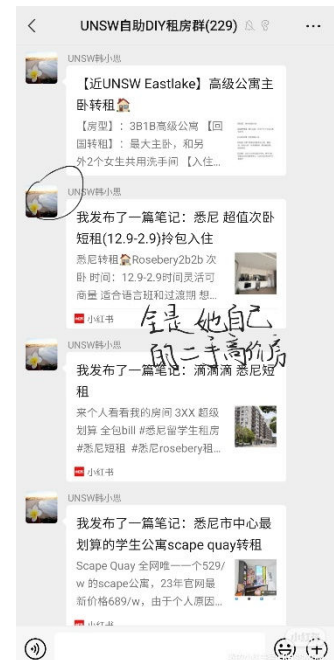 UNSW自助DIY租房群(229)
UNSW韩小思
【近UNSW Eastlake】高级公寓主
卧转租🏠
【房型】：3B1B高级公寓 【回
国转租】：最大主卧，和另
外2个女生共用洗手间 【入住...
UNSW韩小思
我发布了一篇笔记：悉尼 超值次卧
短租(12.9-2.9)拎包入住
悉尼转租🏠Rosebery2b2b 次
卧 时间：12.9-2.9时间灵活可
商量 适合语言班和过渡期 想...
小红书
全是她自己
的二手高价房
UNSW韩小思
我发布了一篇笔记：滴滴滴 悉尼短
租
来个人看看我的房间 3XX 超级
划算 全包bill #悉尼留学生租房
#悉尼短租 #悉尼rosebery租...
小红书
UNSW韩小思
我发布了一篇笔记：悉尼市中心最
划算的学生公寓scape quay转租
Scape Quay 全网唯一一个529/
w 的scape公寓，23年官网最
新价格689/w，由于个人原因...
小红书
小红书